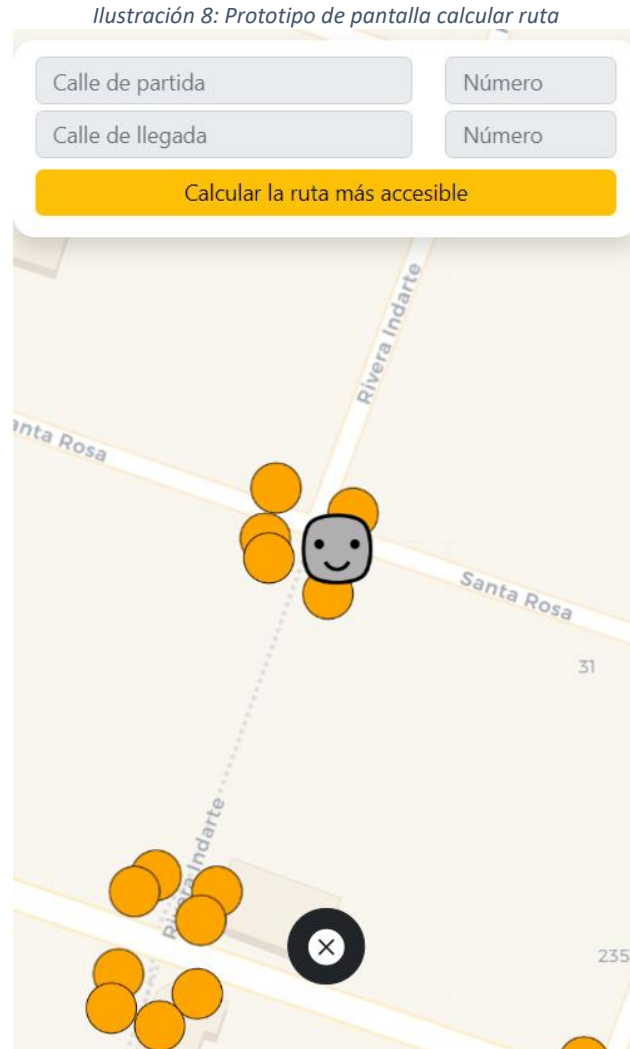 Ilustración 8: Prototipo de pantalla calcular ruta
Calle de partida
Número
Calle de llegada
Número
Calcular la ruta más accesible
Rivera Indarte
anta Rosa
Santa Rosa
31
Rivera Indarte
235